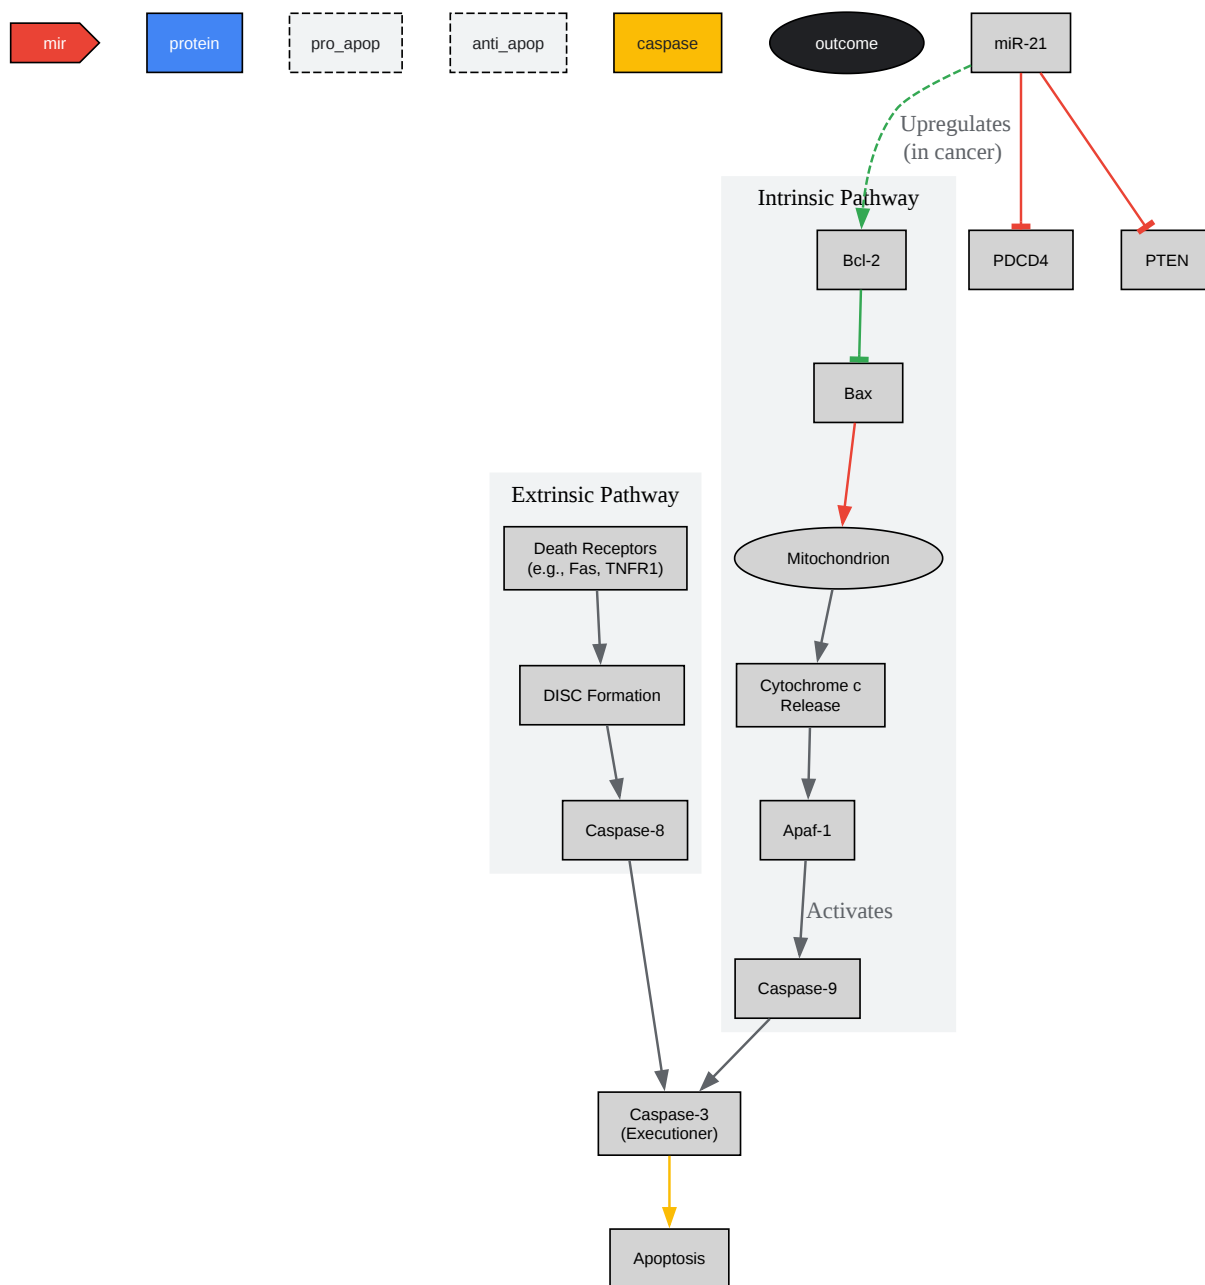 mir
protein
pro_apop
anti_apop
caspase
outcome
miR-21
Upregulates
(in cancer)
Intrinsic Pathway
Bcl-2
PDCD4
PTEN
Bax
Extrinsic Pathway
Death Receptors
(e.g., Fas, TNFR1)
Mitochondrion
DISC Formation
Cytochrome c
Release
Caspase-8
Apaf-1
Activates
Caspase-9
Caspase-3
(Executioner)
Apoptosis